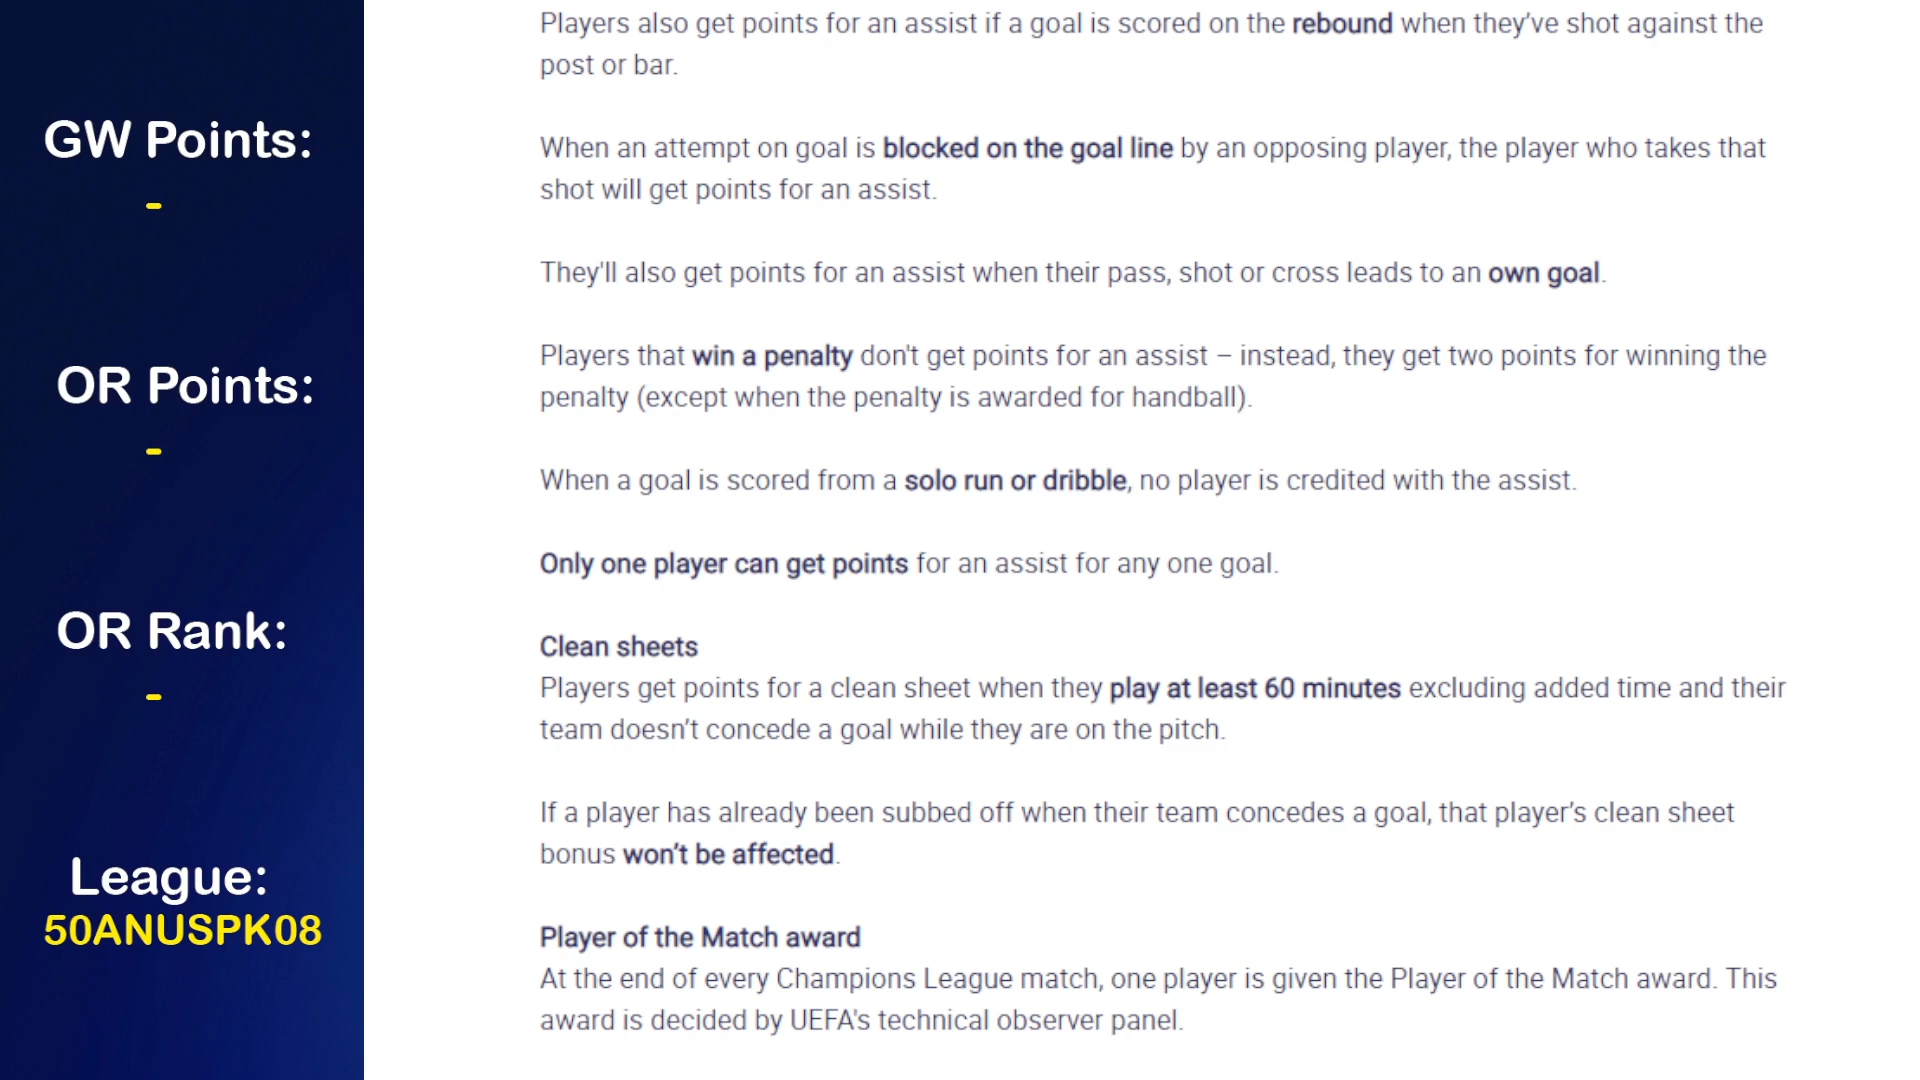 GW Points:
-
OR Points:
-
OR Rank:
-
League:
50ANUSPK08
Players also get points for an assist if a goal is scored on the rebound when they've shot against the
post or bar.
When an attempt on goal is blocked on the goal line by an opposing player, the player who takes that
shot will get points for an assist.
They'll also get points for an assist when their pass, shot or cross leads to an own goal.
Players that win a penalty don't get points for an assist – instead, they get two points for winning the
penalty (except when the penalty is awarded for handball).
When a goal is scored from a solo run or dribble, no player is credited with the assist.
Only one player can get points for an assist for any one goal.
Clean sheets
Players get points for a clean sheet when they play at least 60 minutes excluding added time and their
team doesn’t concede a goal while they are on the pitch.
If a player has already been subbed off when their team concedes a goal, that player’s clean sheet
bonus won’t be affected.
Player of the Match award
At the end of every Champions League match, one player is given the Player of the Match award. This
award is decided by UEFA's technical observer panel.